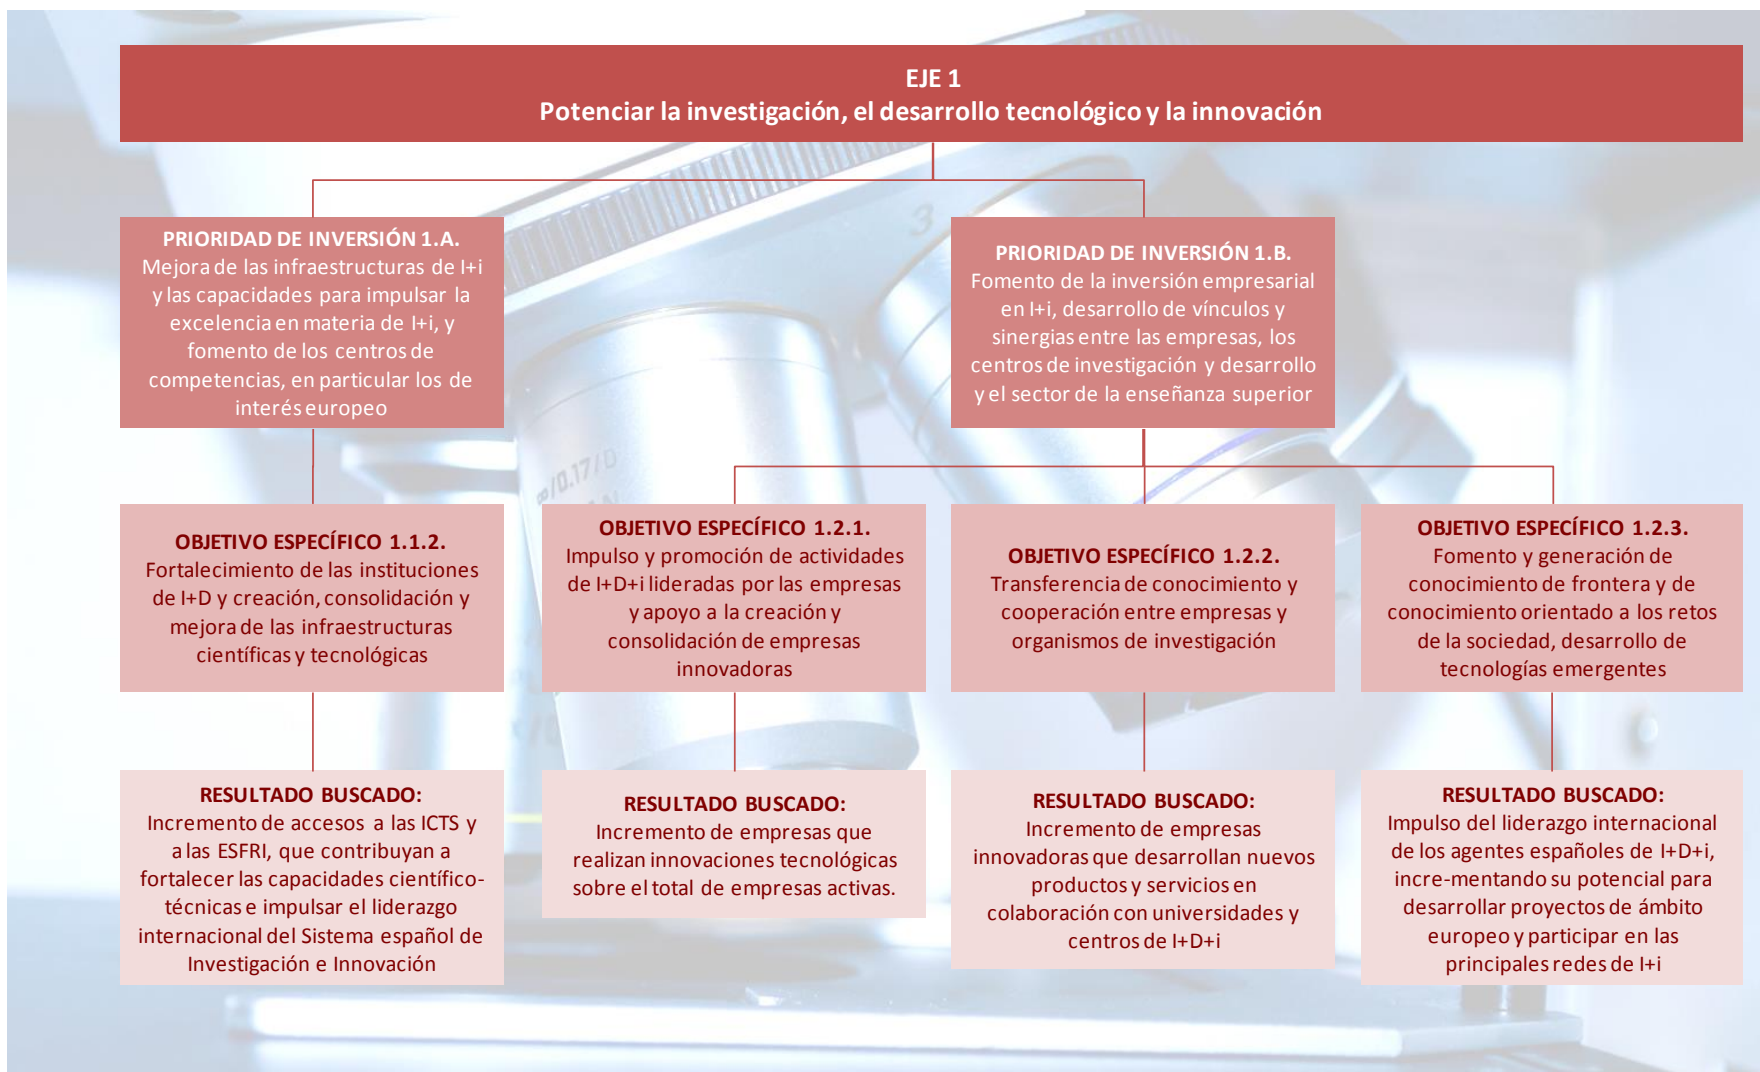 EJE 1
Potenciar la investigación, el desarrollo tecnológico y la innovación
PRIORIDAD DE INVERSIÓN 1.A.
Mejora de las infraestructuras de I+i
y las capacidades para impulsar la
excelencia en materia de I+i, y
fomento de los centros de
competencias, en particular los de
interés europeo
PRIORIDAD DE INVERSIÓN 1.B.
Fomento de la inversión empresarial
en I+i, desarrollo de vínculos y
sinergias entre las empresas, los
centros de investigación y desarrollo
y el sector de la enseñanza superior
OBJETIVO ESPECÍFICO 1.1.2.
Fortalecimiento de las instituciones
de I+D y creación, consolidación y
mejora de las infraestructuras
científicas y tecnológicas
OBJETIVO ESPECÍFICO 1.2.1.
Impulso y promoción de actividades
de I+D+i lideradas por las empresas
y apoyo a la creación y
consolidación de empresas
innovadoras
OBJETIVO ESPECÍFICO 1.2.2.
Transferencia de conocimiento y
cooperación entre empresas y
organismos de investigación
OBJETIVO ESPECÍFICO 1.2.3.
Fomento y generación de
conocimiento de frontera y de
conocimiento orientado a los retos
de la sociedad, desarrollo de
tecnologías emergentes
RESULTADO BUSCADO:
Incremento de accesos a las ICTS y
a las ESFRI, que contribuyan a
fortalecer las capacidades científico-
técnicas e impulsar el liderazgo
internacional del Sistema español de
Investigación e Innovación
RESULTADO BUSCADO:
Incremento de empresas que
realizan innovaciones tecnológicas
sobre el total de empresas activas.
RESULTADO BUSCADO:
Incremento de empresas
innovadoras que desarrollan nuevos
productos y servicios en
colaboración con universidades y
centros de I+D+i
RESULTADO BUSCADO:
Impulso del liderazgo internacional
de los agentes españoles de I+D+i,
incre-mentando su potencial para
desarrollar proyectos de ámbito
europeo y participar en las
principales redes de I+i
3
∞/0.17/D